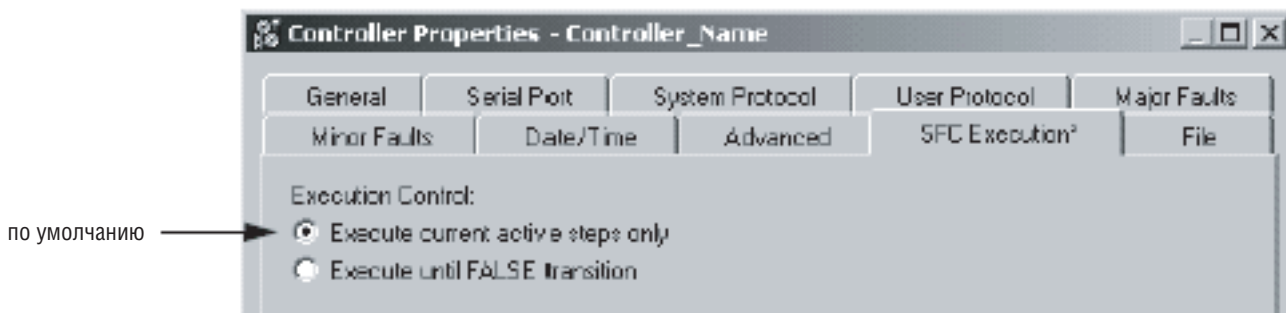 Controller Properties - Controller_Name
General Serial Port System Protocol User Protocol Major Faults
Minor Faults Date/Time Advanced SFC Execution* File
Execution Control:
по умолчанию Execute current active steps only
Execute until FALSE transition